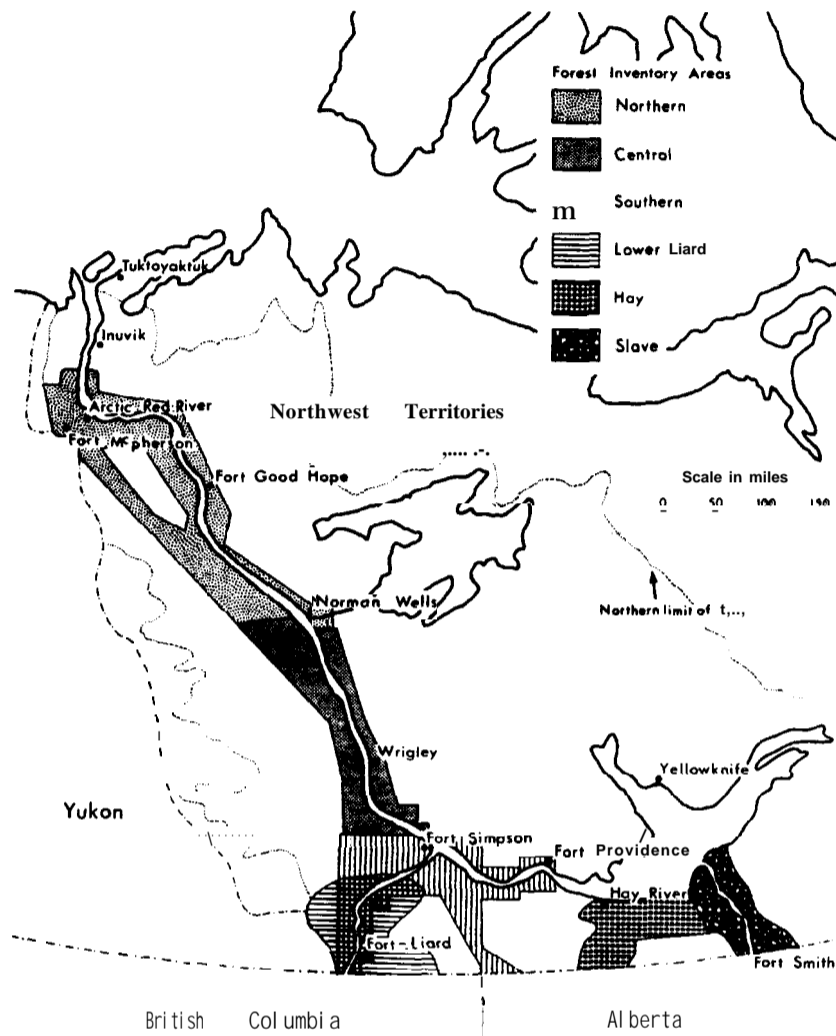 Forest Inventory Areas
Northern
Central
m Southern
Lower Liard
Hay
Slave
Tuktoyaktuk
Inuvik
Arctic Red River
Northwest Territories
Fort McPherson
Fort Good Hope
Scale in miles
0 50 100 150
Norman Wells
Northern limit of t,..,
Wrigley
Yellowknife
Yukon
Fort Simpson
Fort Providence
Hay River
Fort Liard
Fort Smith
British Columbia
Alberta